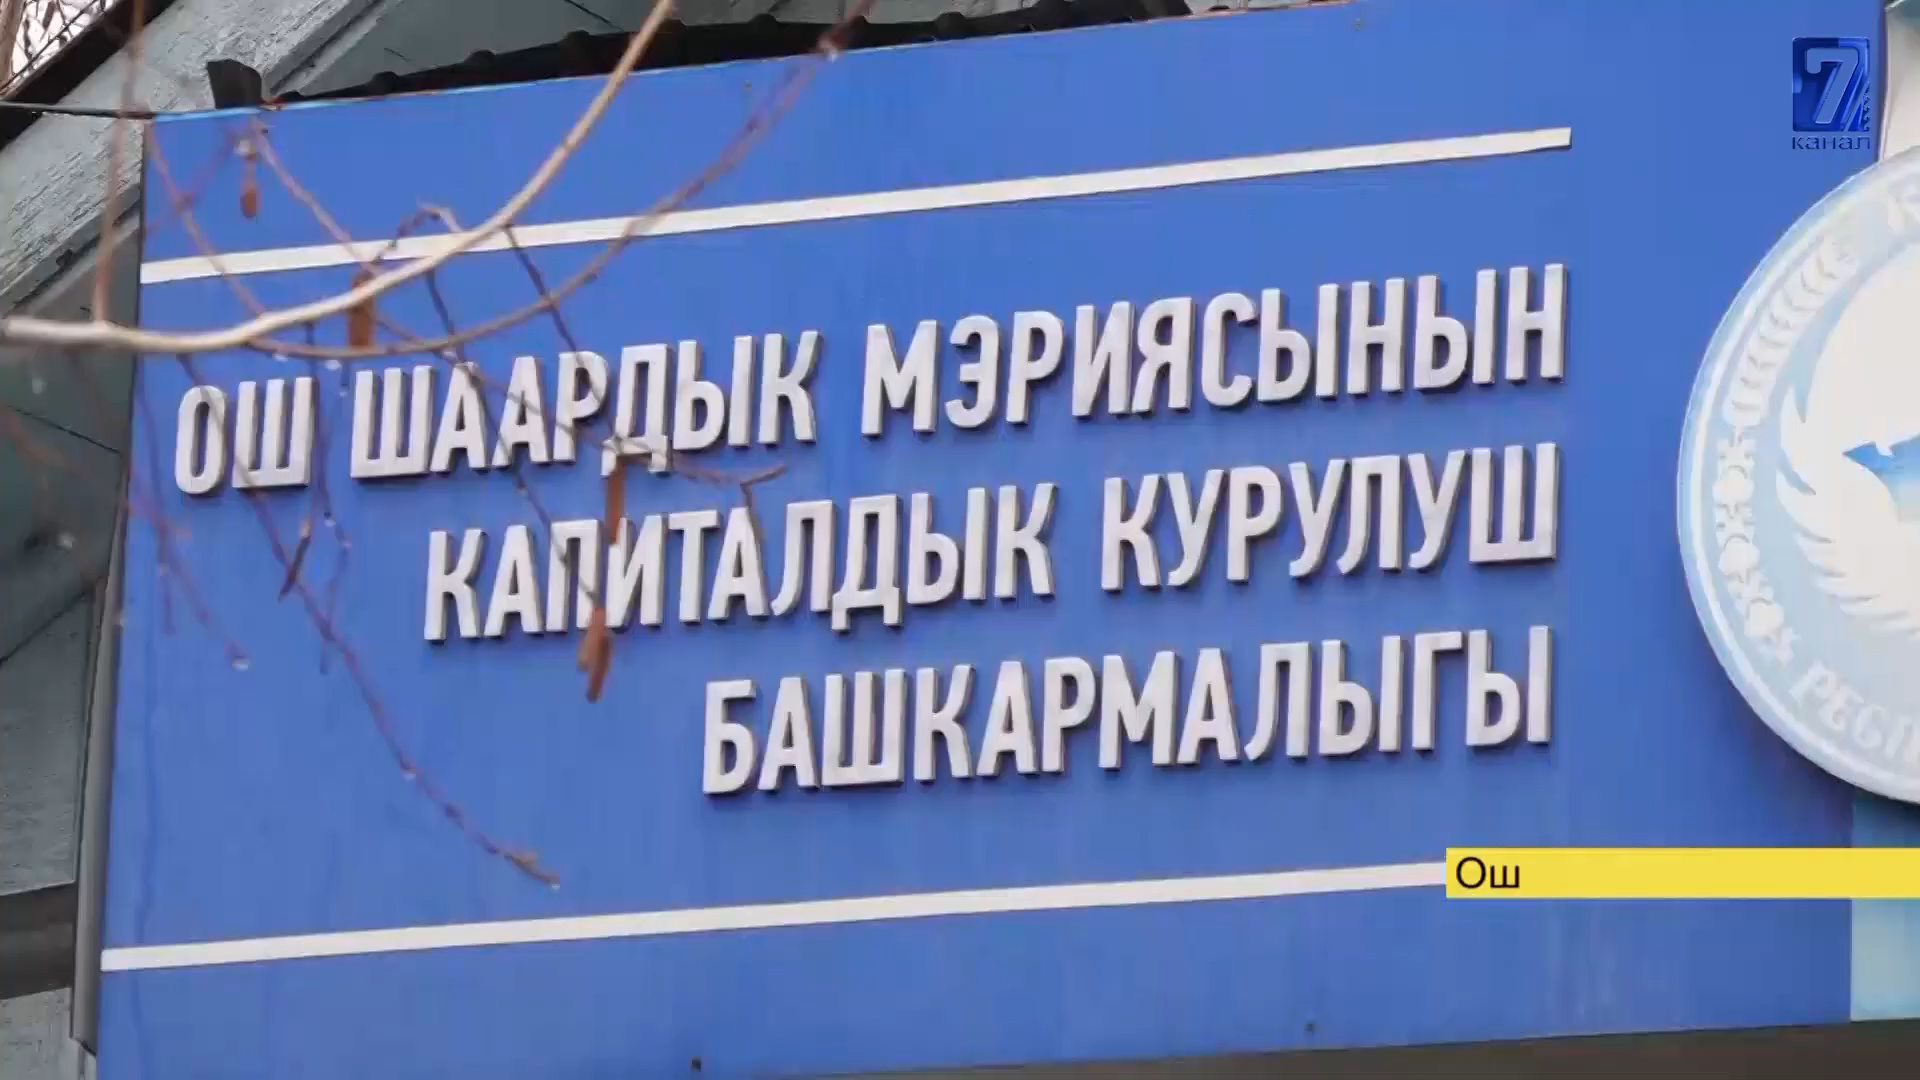 7
канал
ОШ ШААРДЫК МЭРИЯСЫНЫН
КАПИТАЛДЫК КУРУЛУШ
БАШКАРМАЛЫГЫ
Ош